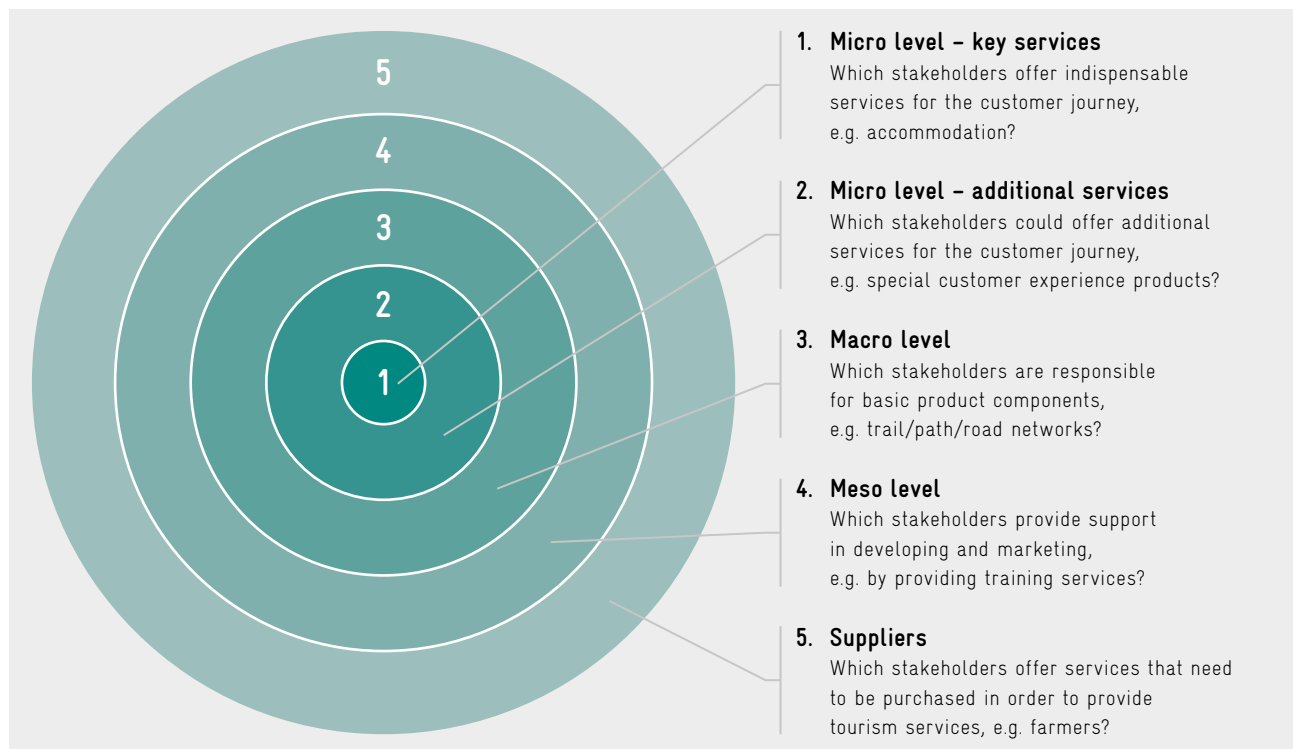 5
4
3
2
1
1. Micro level – key services
Which stakeholders offer indispensable
services for the customer journey,
e.g. accommodation?
2. Micro level – additional services
Which stakeholders could offer additional
services for the customer journey,
e.g. special customer experience products?
3. Macro level
Which stakeholders are responsible
for basic product components,
e.g. trail/path/road networks?
4. Meso level
Which stakeholders provide support
in developing and marketing,
e.g. by providing training services?
5. Suppliers
Which stakeholders offer services that need
to be purchased in order to provide
tourism services, e.g. farmers?